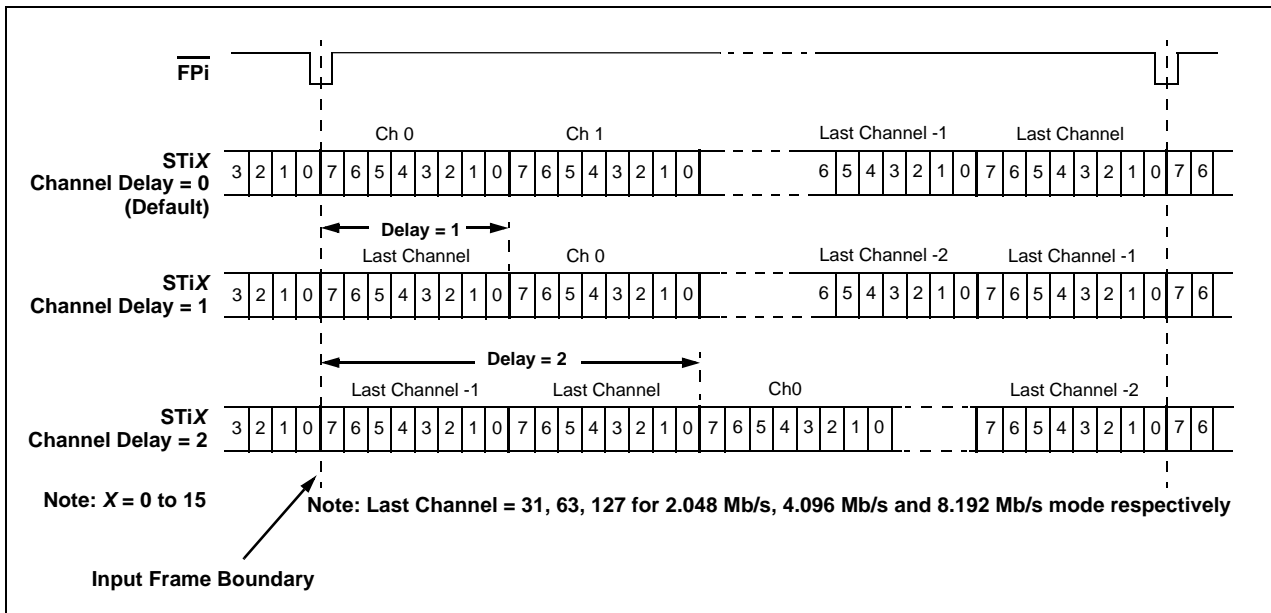 FPi
Ch 0 Ch 1 Last Channel -1 Last Channel
STiX
Channel Delay = 0
(Default)
3 2 1 0 7 6 5 4 3 2 1 0 7 6 5 4 3 2 1 0 6 5 4 3 2 1 0 7 6 5 4 3 2 1 0 7 6
Delay = 1
Last Channel Ch 0 Last Channel -2 Last Channel -1
STiX
Channel Delay = 1
3 2 1 0 7 6 5 4 3 2 1 0 7 6 5 4 3 2 1 0 6 5 4 3 2 1 0 7 6 5 4 3 2 1 0 7 6
Delay = 2
Last Channel -1 Last Channel Ch0 Last Channel -2
STiX
Channel Delay = 2
3 2 1 0 7 6 5 4 3 2 1 0 7 6 5 4 3 2 1 0 7 6 5 4 3 2 1 0 7 6 5 4 3 2 1 0 7 6
Note: X = 0 to 15
Note: Last Channel = 31, 63, 127 for 2.048 Mb/s, 4.096 Mb/s and 8.192 Mb/s mode respectively
Input Frame Boundary